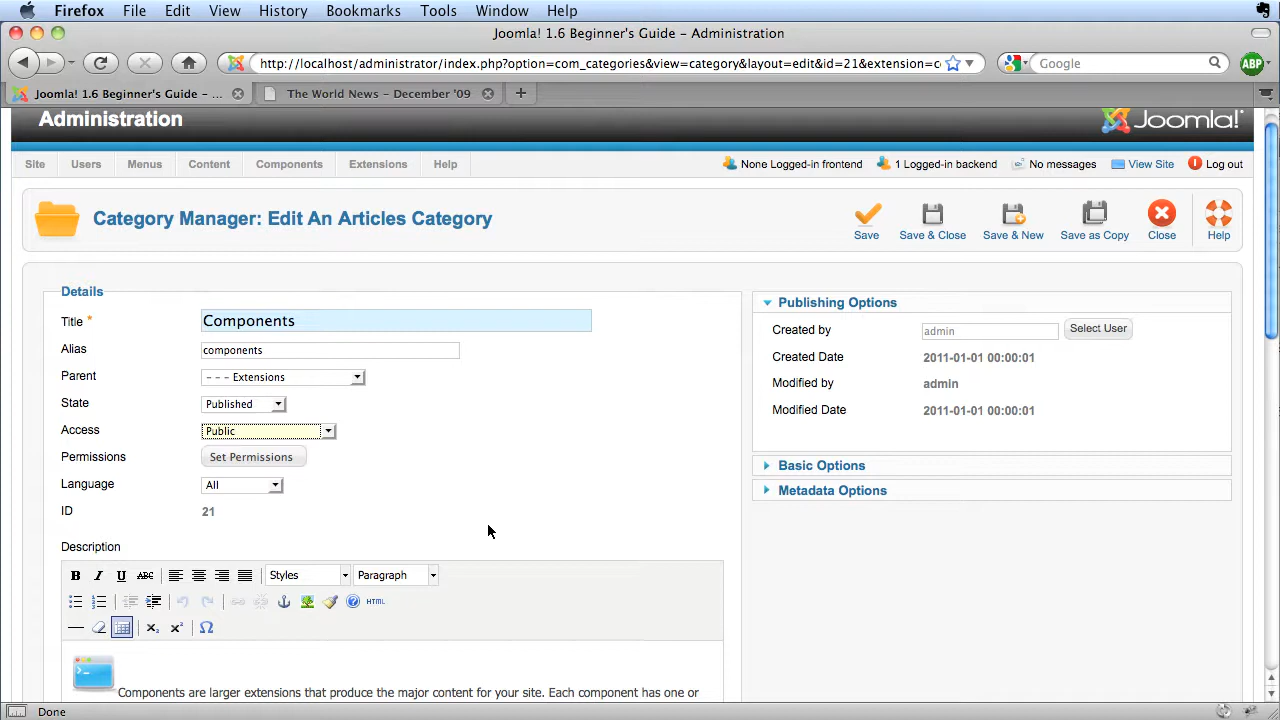 Firefox File Edit View History Bookmarks Tools Window Help
Joomla! 1.6 Beginner's Guide – Administration
http://localhost/administrator/index.php?option=com_categories&view=category&layout=edit&id=21&extension=c
Google
ABP
Joomla! 1.6 Beginner's Guide – ...
The World News – December '09
Administration
Joomla!
Site Users Menus Content Components Extensions Help
None Logged-in frontend 1 Logged-in backend No messages View Site Log out
Category Manager: Edit An Articles Category
Save Save & Close Save & New Save as Copy Close Help
Details
Title * Components
Alias components
Parent – – – Extensions
State Published
Access Public
Permissions Set Permissions
Language All
ID 21
Description
B I U ABC Styles Paragraph
HTML
Components are larger extensions that produce the major content for your site. Each component has one or
Publishing Options
Created by admin Select User
Created Date 2011-01-01 00:00:01
Modified by admin
Modified Date 2011-01-01 00:00:01
Basic Options
Metadata Options
Done